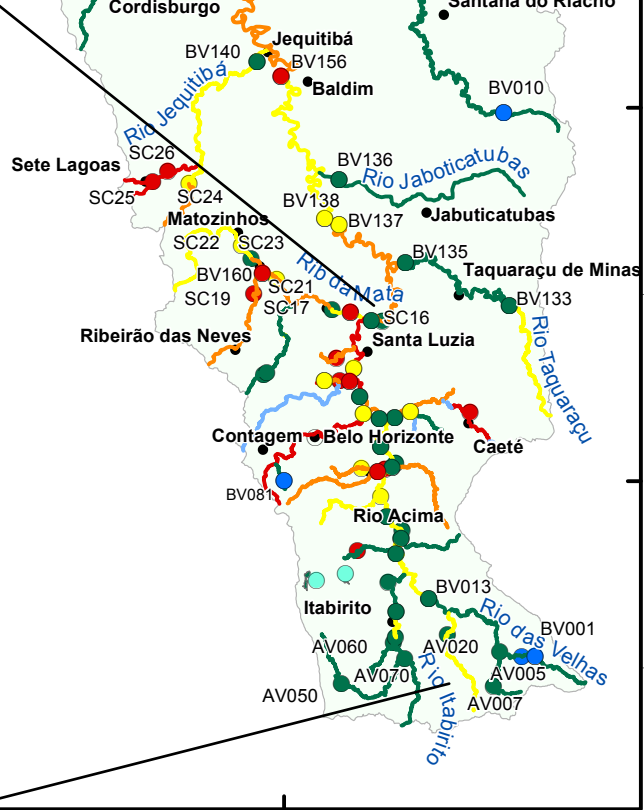 Cordisburgo
Santana do Riacho
Jequitibá
BV140
BV156
Baldim
BV010
Rio Jequitibá
SC26
Sete Lagoas
SC25
SC24
BV136
Rio Jaboticatubas
BV138
BV137
Jabuticatubas
Matozinhos
SC22
SC23
BV135
Taquaraçu de Minas
BV160
SC21
Rib da Mata
SC19
SC17
BV133
SC16
Ribeirão das Neves
Santa Luzia
Rio Taquaraçu
Contagem
Belo Horizonte
Caeté
BV081
Rio Acima
BV013
Itabirito
Rio das Velhas
BV001
AV060
AV020
AV070
AV005
AV050
AV007
Rio Itabirito